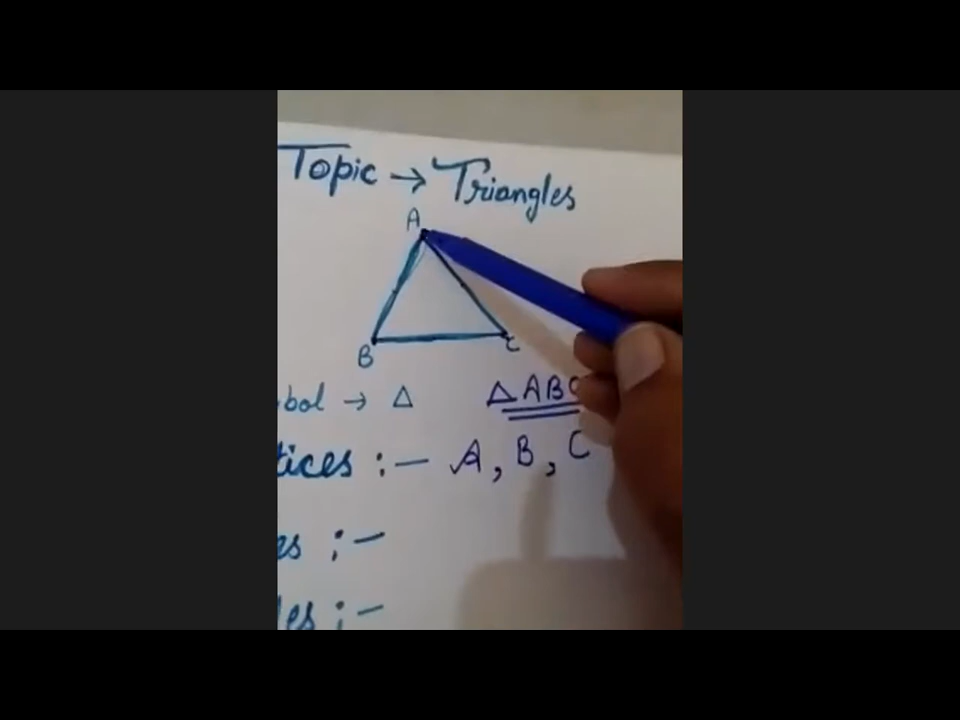 Topic → Triangles
A
B
C
bol → △ △ABC
tices :— A, B, C
es :—
les :—